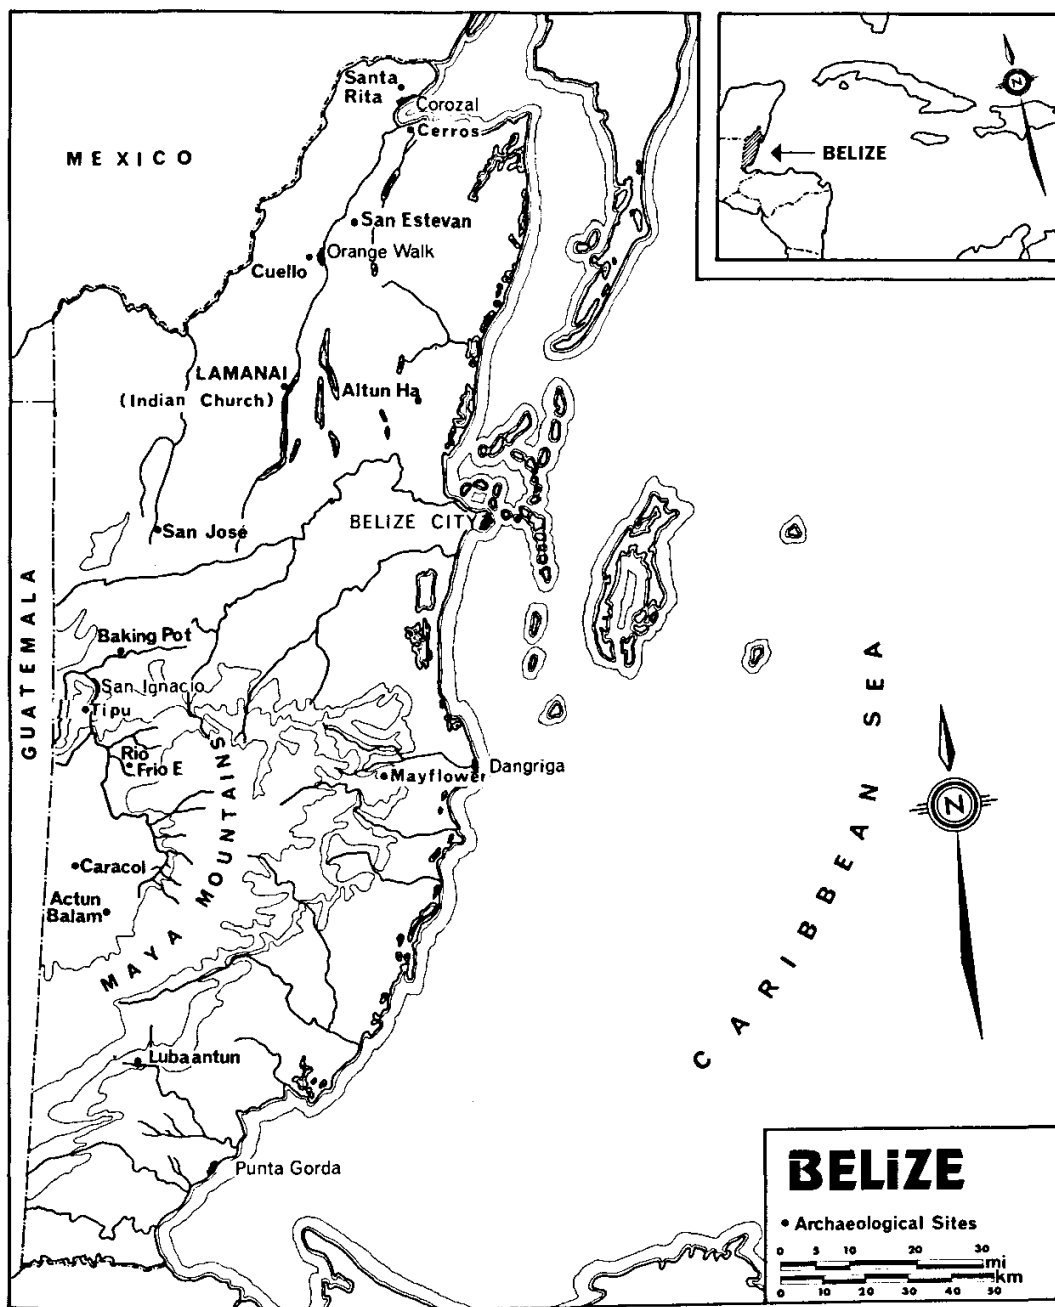 MEXICO
Santa
Rita
Corozal
Cerros
San Estevan
Orange Walk
Cuello
LAMANAI
(Indian Church)
Altun Ha
BELIZE CITY
San José
GUATEMALA
Baking Pot
San Ignacio
Tipu
Rio
Frio E
MAYA MOUNTAINS
Mayflower
Dangriga
Caracol
Actun
Balam
Lubaantun
Punta Gorda
CARIBBEAN SEA
N
BELIZE
N
BELiZE
• Archaeological Sites
0 5 10 20 30
mi
km
0 10 20 30 40 50